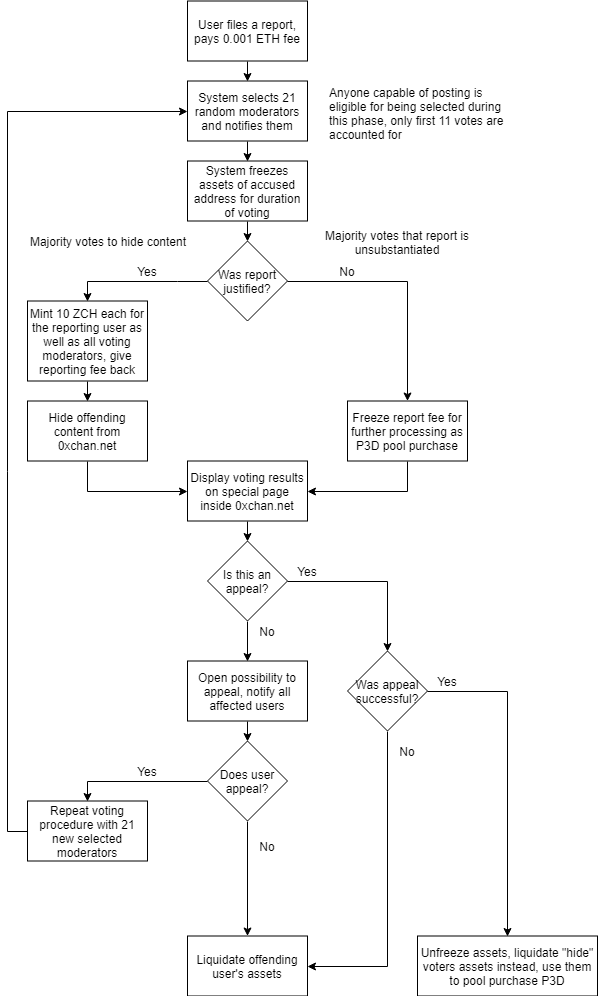 User files a report,
pays 0.001 ETH fee
System selects 21
random moderators
and notifies them
Anyone capable of posting is
eligible for being selected during
this phase, only first 11 votes are
accounted for
System freezes
assets of accused
address for duration
of voting
Majority votes to hide content
Majority votes that report is
unsubstantiated
Was report
justified?
Yes
No
Mint 10 ZCH each for
the reporting user as
well as all voting
moderators, give
reporting fee back
Hide offending
content from
0xchan.net
Freeze report fee for
further processing as
P3D pool purchase
Display voting results
on special page
inside 0xchan.net
Is this an
appeal?
Yes
No
Open possibility to
appeal, notify all
affected users
Was appeal
successful?
Yes
No
Does user
appeal?
Yes
No
Repeat voting
procedure with 21
new selected
moderators
Liquidate offending
user's assets
Unfreeze assets, liquidate "hide"
voters assets instead, use them
to pool purchase P3D